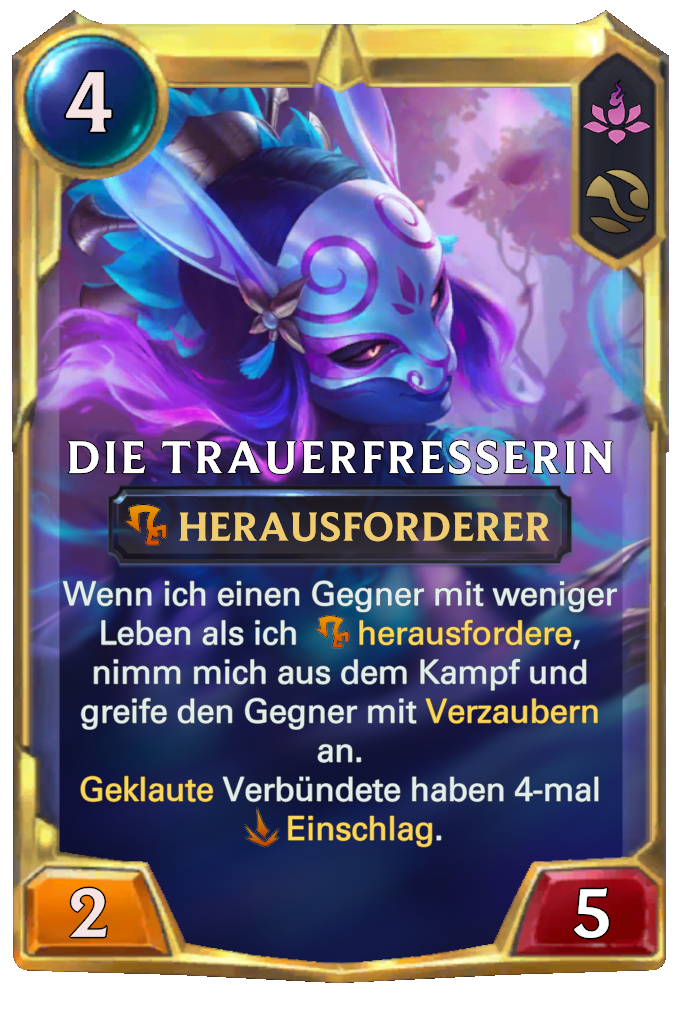 4
DIE TRAUERFRESSERIN
HERAUSFORDERER
Wenn ich einen Gegner mit weniger
Leben als ich herausfordere,
nimm mich aus dem Kampf und
greife den Gegner mit Verzaubern
an.
Geklaute Verbündete haben 4-mal
Einschlag.
2
5